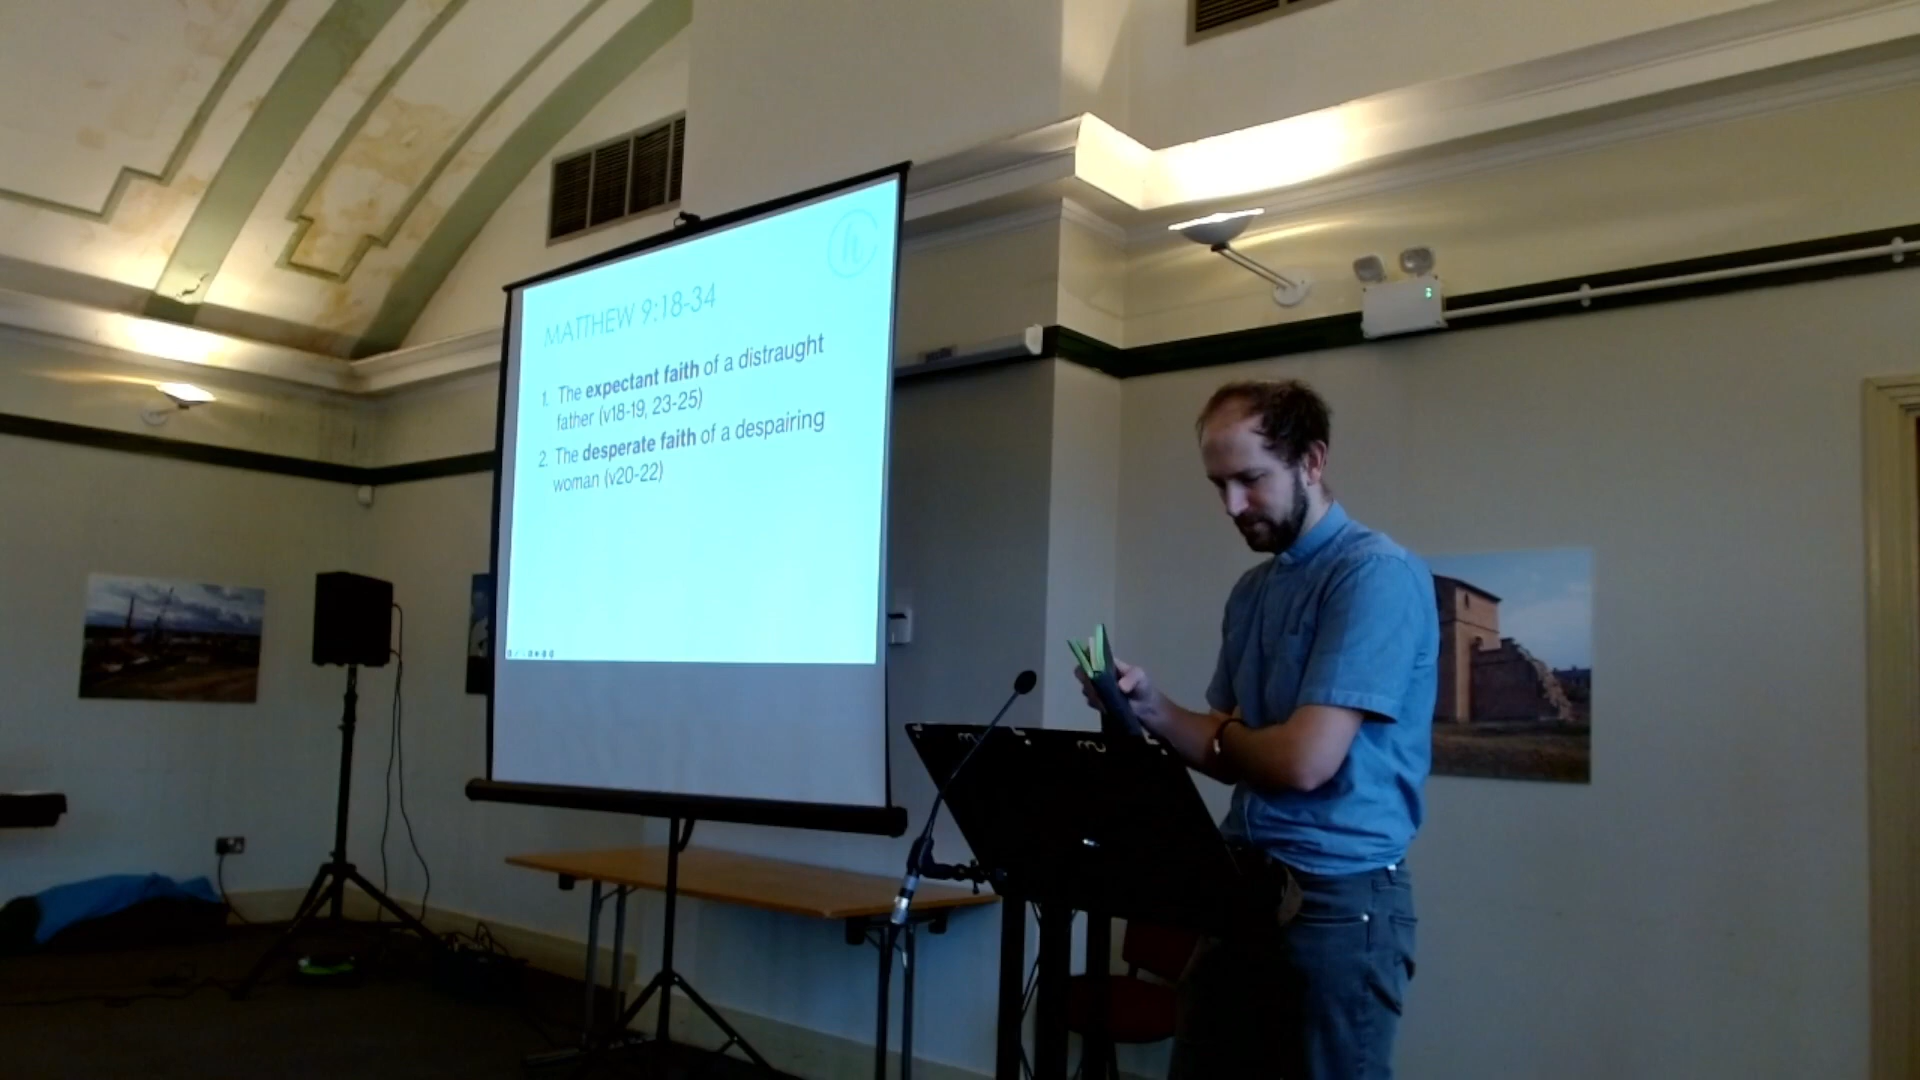 MATTHEW 9:18-34
1. The expectant faith of a distraught
father (v18-19, 23-25)
2. The desperate faith of a despairing
woman (v20-22)